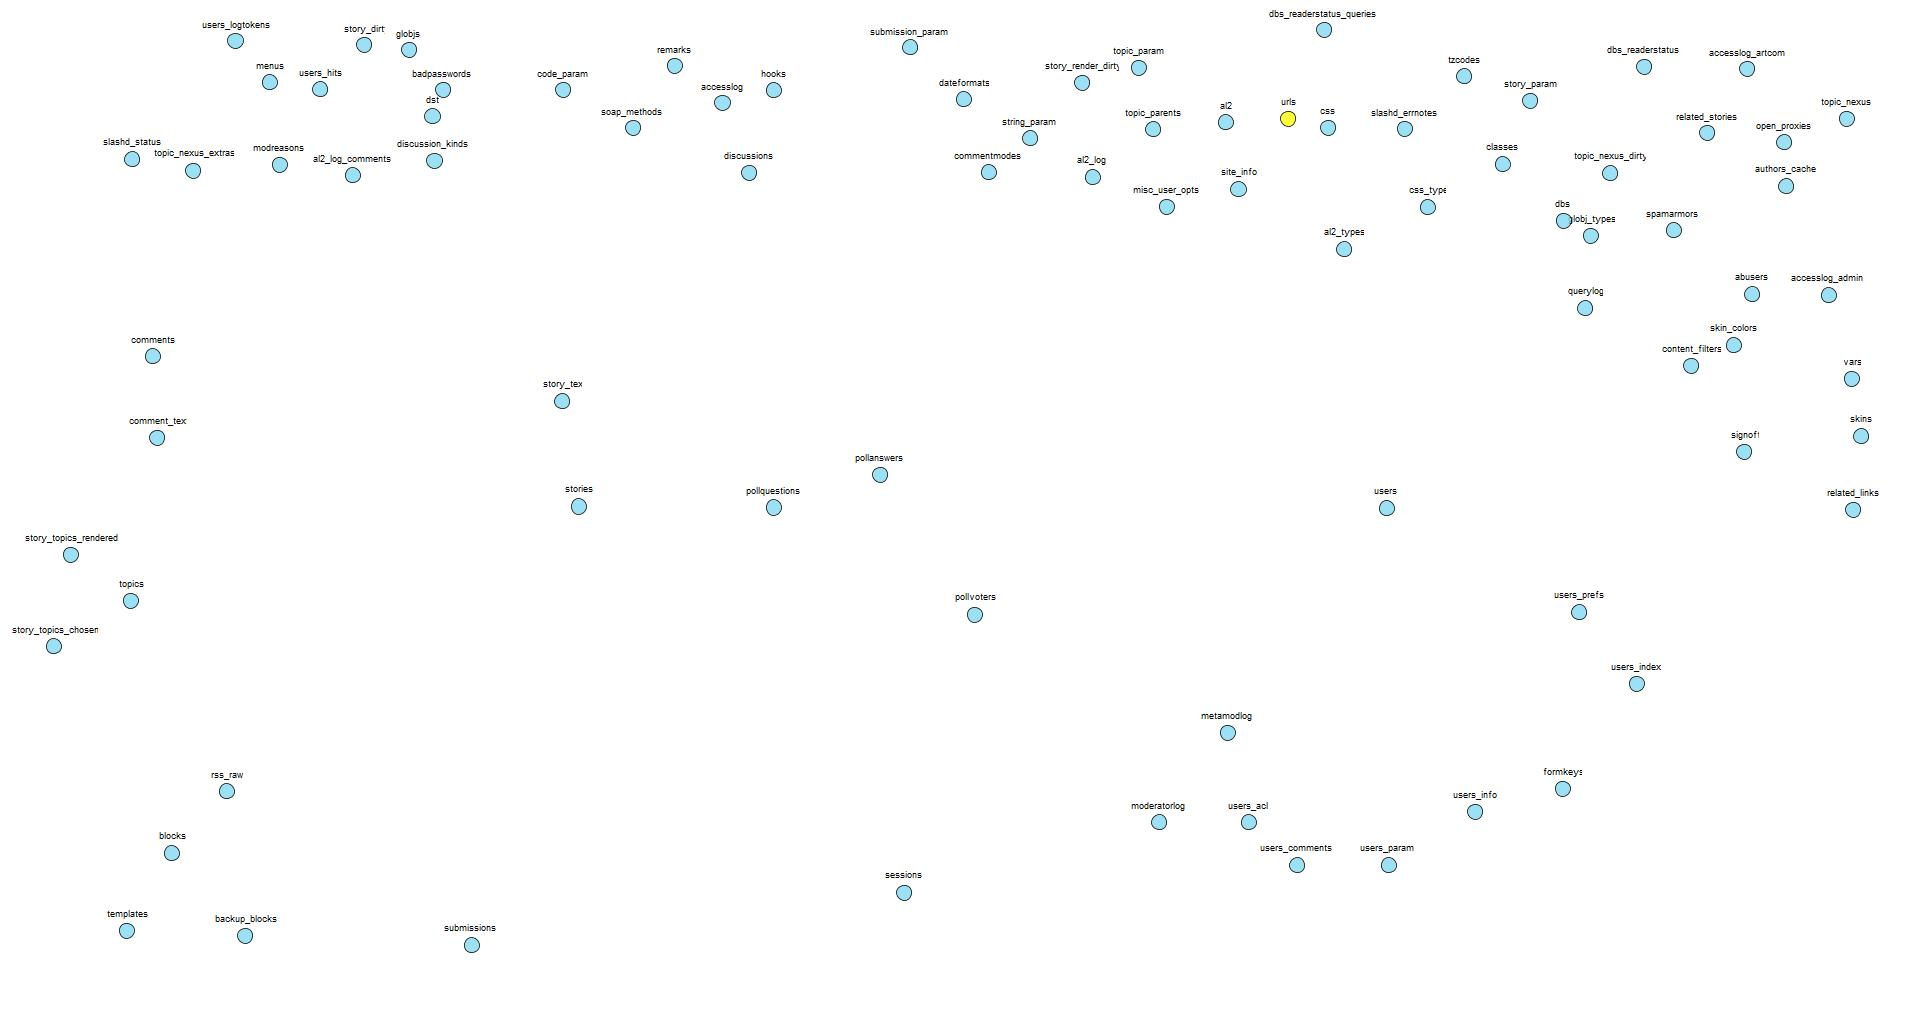 dbs_readerstatus_queries
users_logtokens
story_dirt
globjs
submission_param
remarks
topic_param
dbs_readerstatus
accesslog_artcom
tzcodes
menus
users_hits
badpasswords
code_param
hooks
story_render_dirty
dateformats
story_param
accesslog
dst
soap_methods
string_param
topic_parents
al2
urls
css
slashd_errnotes
related_stories
open_proxies
topic_nexus
slashd_status
topic_nexus_extras
modreasons
al2_log_comments
discussion_kinds
discussions
commentmodes
al2_log
classes
topic_nexus_dirty
authors_cache
misc_user_opts
site_info
css_type
dbs
globj_types
spamarmors
al2_types
abusers
accesslog_admin
querylog
skin_colors
comments
content_filters
vars
story_tex
comment_tex
skins
signoff
pollanswers
stories
pollquestions
users
related_links
story_topics_rendered
topics
pollvoters
users_prefs
story_topics_chosen
users_index
metamodlog
rss_raw
formkeys
users_info
moderatorlog
users_acl
blocks
users_comments
users_param
sessions
templates
backup_blocks
submissions